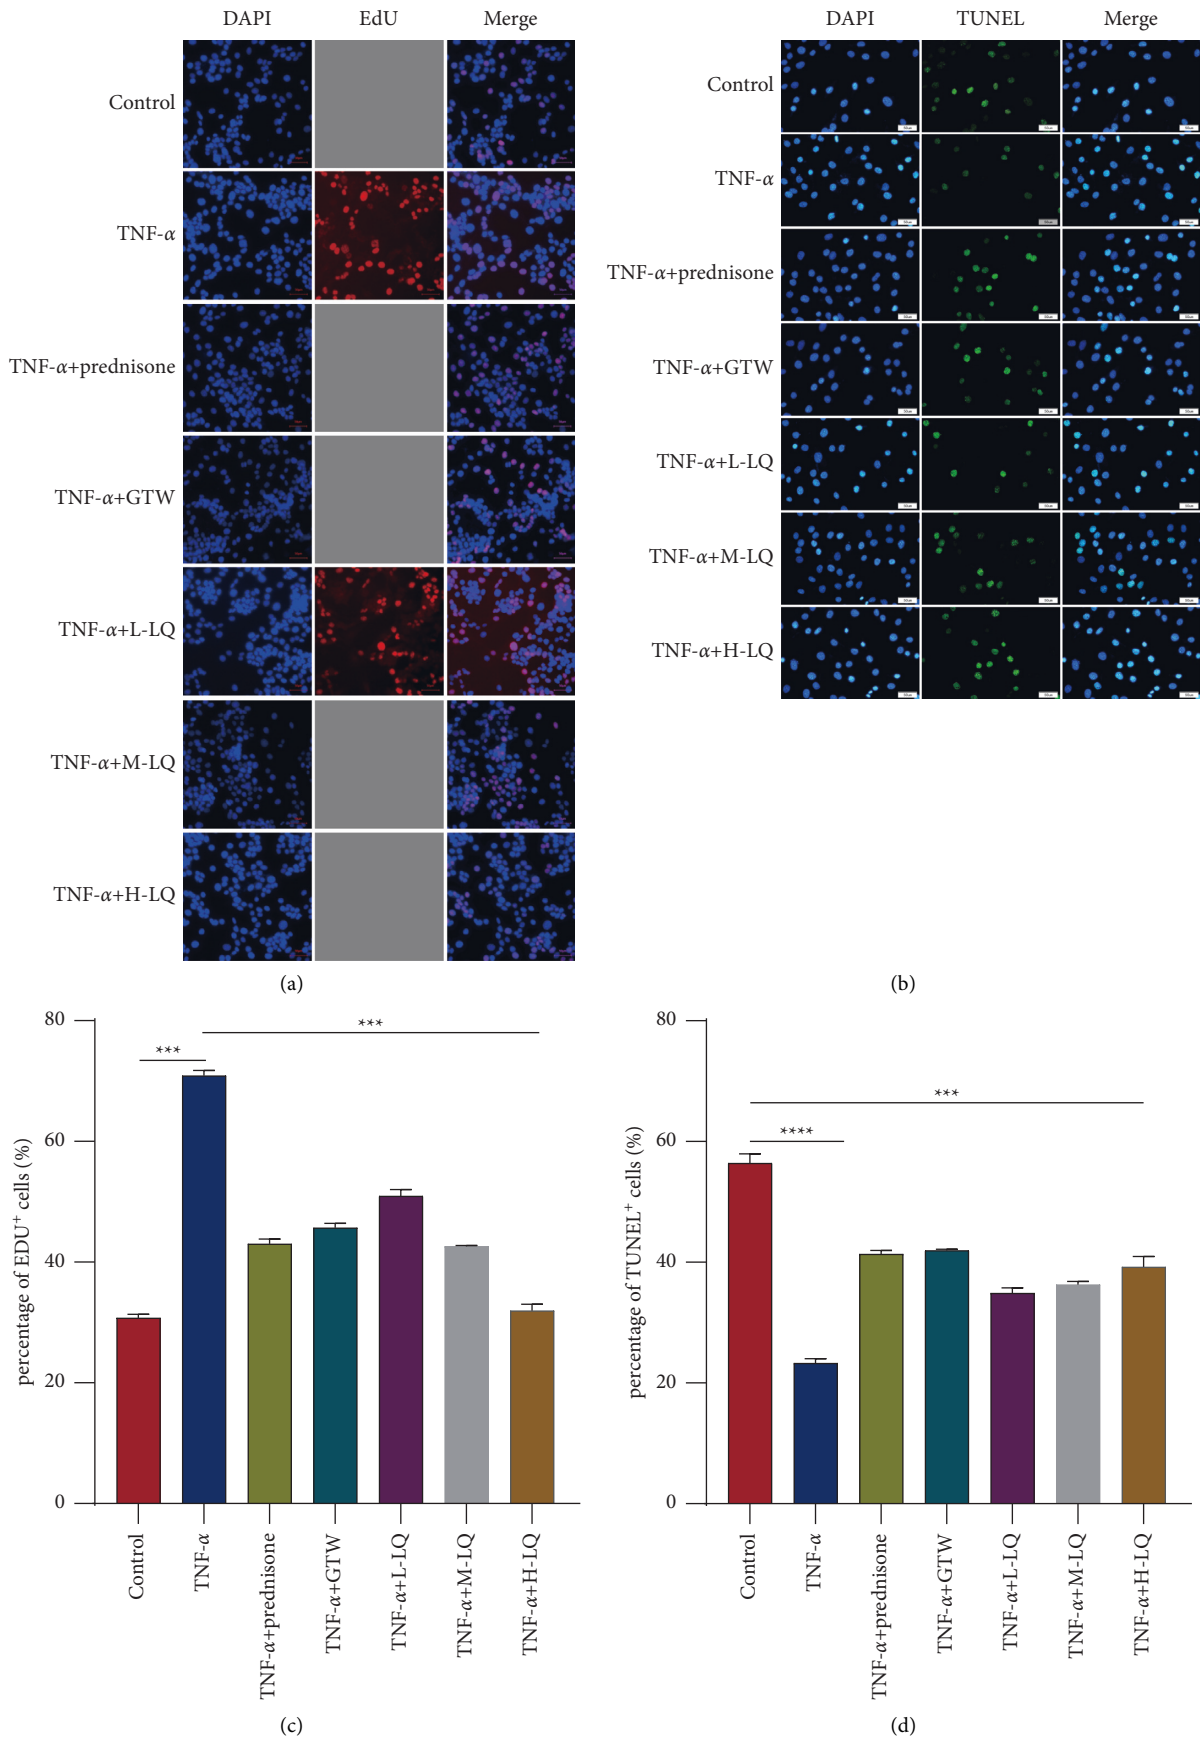 DAPI EdU Merge
Control
TNF-α
TNF-α+prednisone
TNF-α+GTW
TNF-α+L-LQ
TNF-α+M-LQ
TNF-α+H-LQ
(a)
DAPI TUNEL Merge
Control
TNF-α
TNF-α+prednisone
TNF-α+GTW
TNF-α+L-LQ
TNF-α+M-LQ
TNF-α+H-LQ
(b)
percentage of EDU⁺ cells (%)
80
60
40
20
0
***
***
Control
TNF-α
TNF-α+prednisone
TNF-α+GTW
TNF-α+L-LQ
TNF-α+M-LQ
TNF-α+H-LQ
(c)
percentage of TUNEL⁺ cells (%)
80
60
40
20
0
***
****
Control
TNF-α
TNF-α+prednisone
TNF-α+GTW
TNF-α+L-LQ
TNF-α+M-LQ
TNF-α+H-LQ
(d)